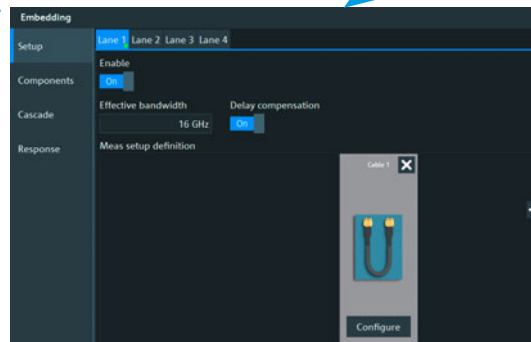 Embedding
Setup
Components
Cascade
Response
Lane 1 Lane 2 Lane 3 Lane 4
Enable
On
Effective bandwidth
Delay compensation
16 GHz
On
Meas setup definition
Cable 1
Configure